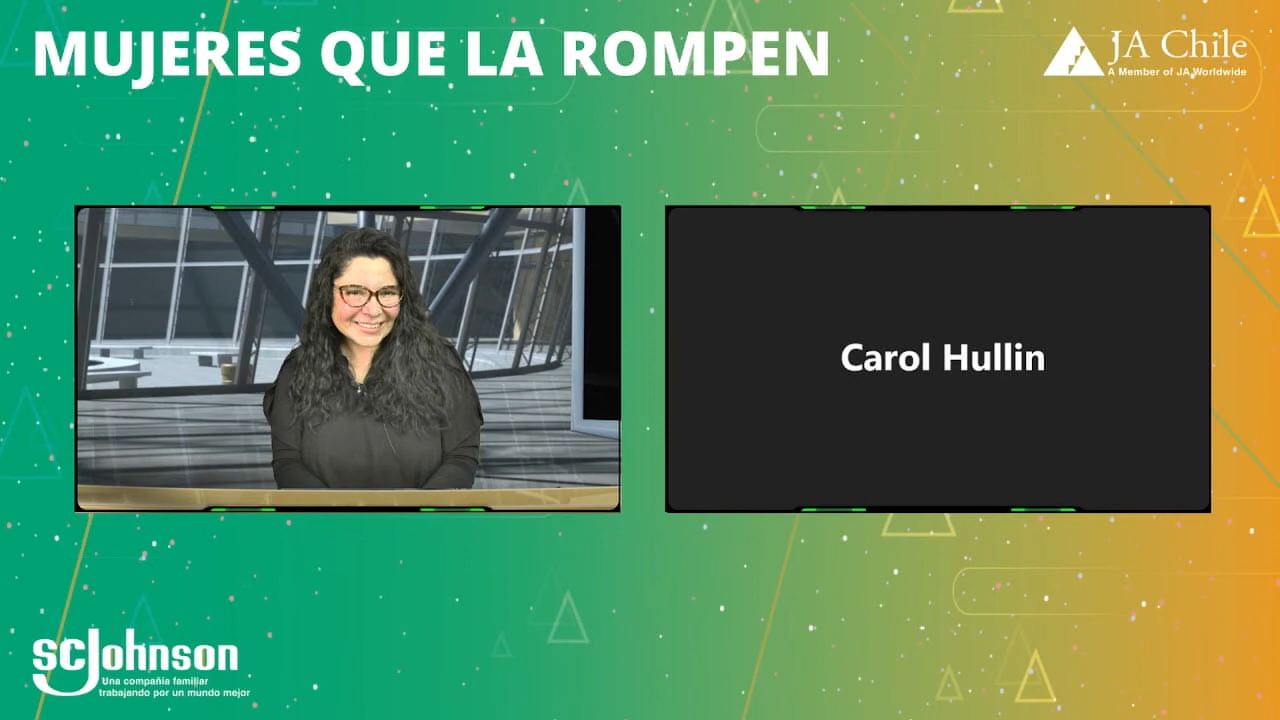 MUJERES QUE LA ROMPEN
JA Chile
A Member of JA Worldwide
Carol Hullin
scJohnson
Una compañía familiar
trabajando por un mundo mejor